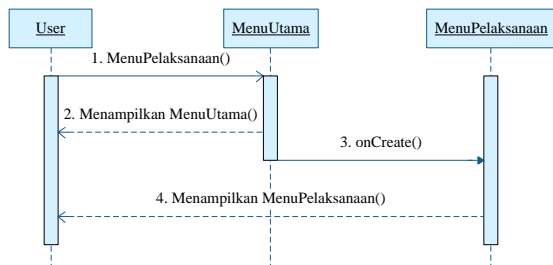 User
MenuUtama
MenuPelaksanaan
1. MenuPelaksanaan()
2. Menampilkan MenuUtama()
3. onCreate()
4. Menampilkan MenuPelaksanaan()